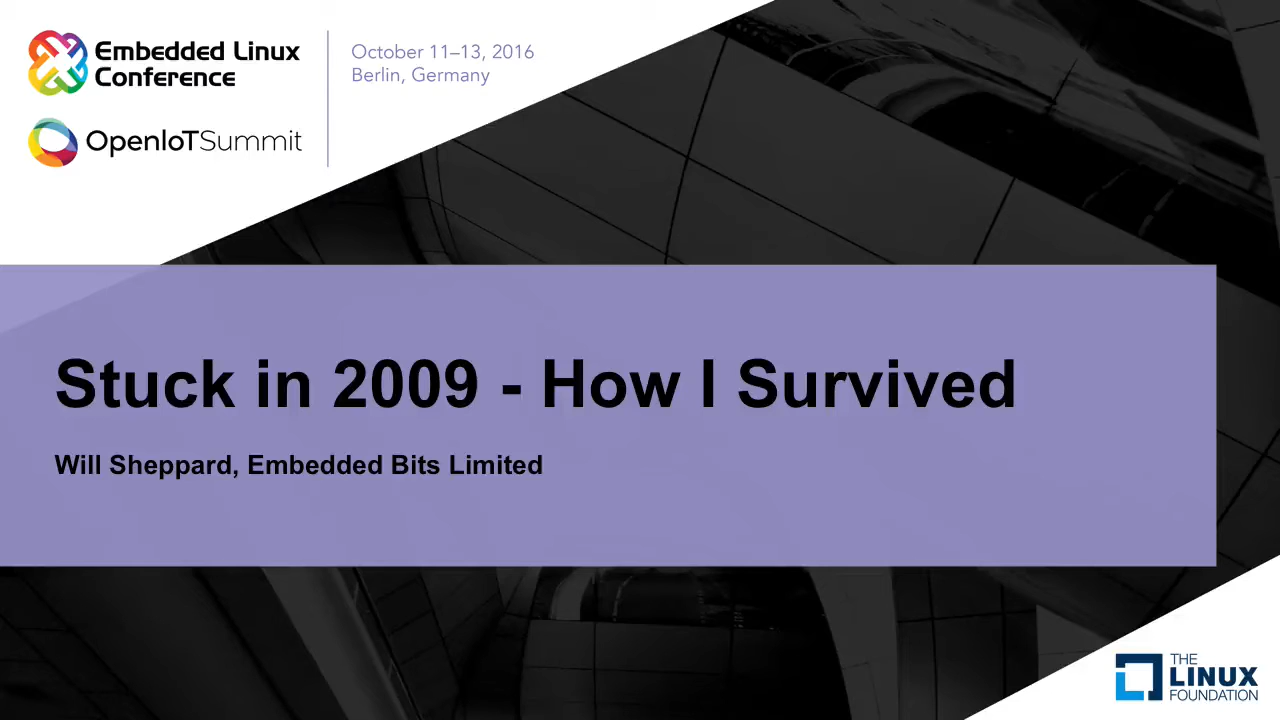 Embedded Linux
Conference
October 11–13, 2016
Berlin, Germany
OpenIoTSummit
Stuck in 2009 - How I Survived
Will Sheppard, Embedded Bits Limited
THE
LINUX
FOUNDATION